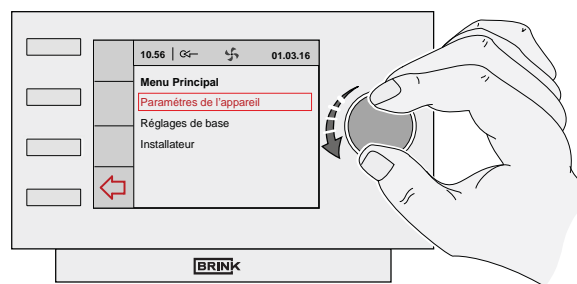 10.56 01.03.16
Menu Principal
Paramétres de l'appareil
Réglages de base
Installateur
BRINK